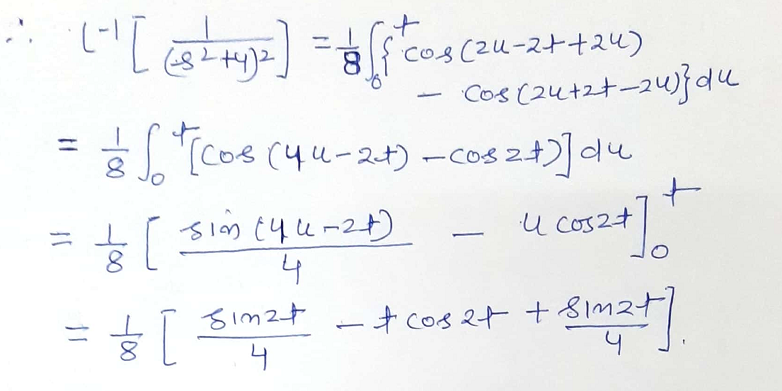 ∴ L⁻¹[1/(s²+4)²] = 1/8 ∫₀ᵗ{cos(2u-2t+2u)
- cos(2u+2t-2u)}du
= 1/8 ∫₀ᵗ[cos(4u-2t) - cos2t)]du
= 1/8 [sin(4u-2t)/4 - u cos2t]₀ᵗ
= 1/8 [sin2t/4 - t cos2t + sin2t/4].